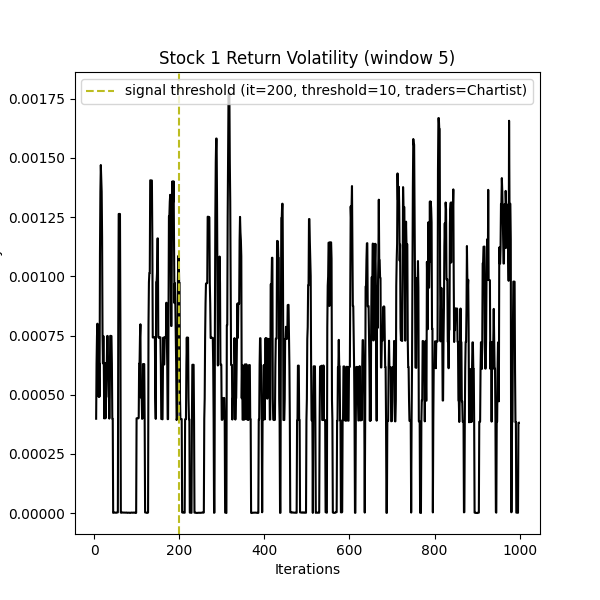 Stock 1 Return Volatility (window 5)
signal threshold (it=200, threshold=10, traders=Chartist)
0.00175
0.00150
0.00125
0.00100
0.00075
0.00050
0.00025
0.00000
0 200 400 600 800 1000
Iterations